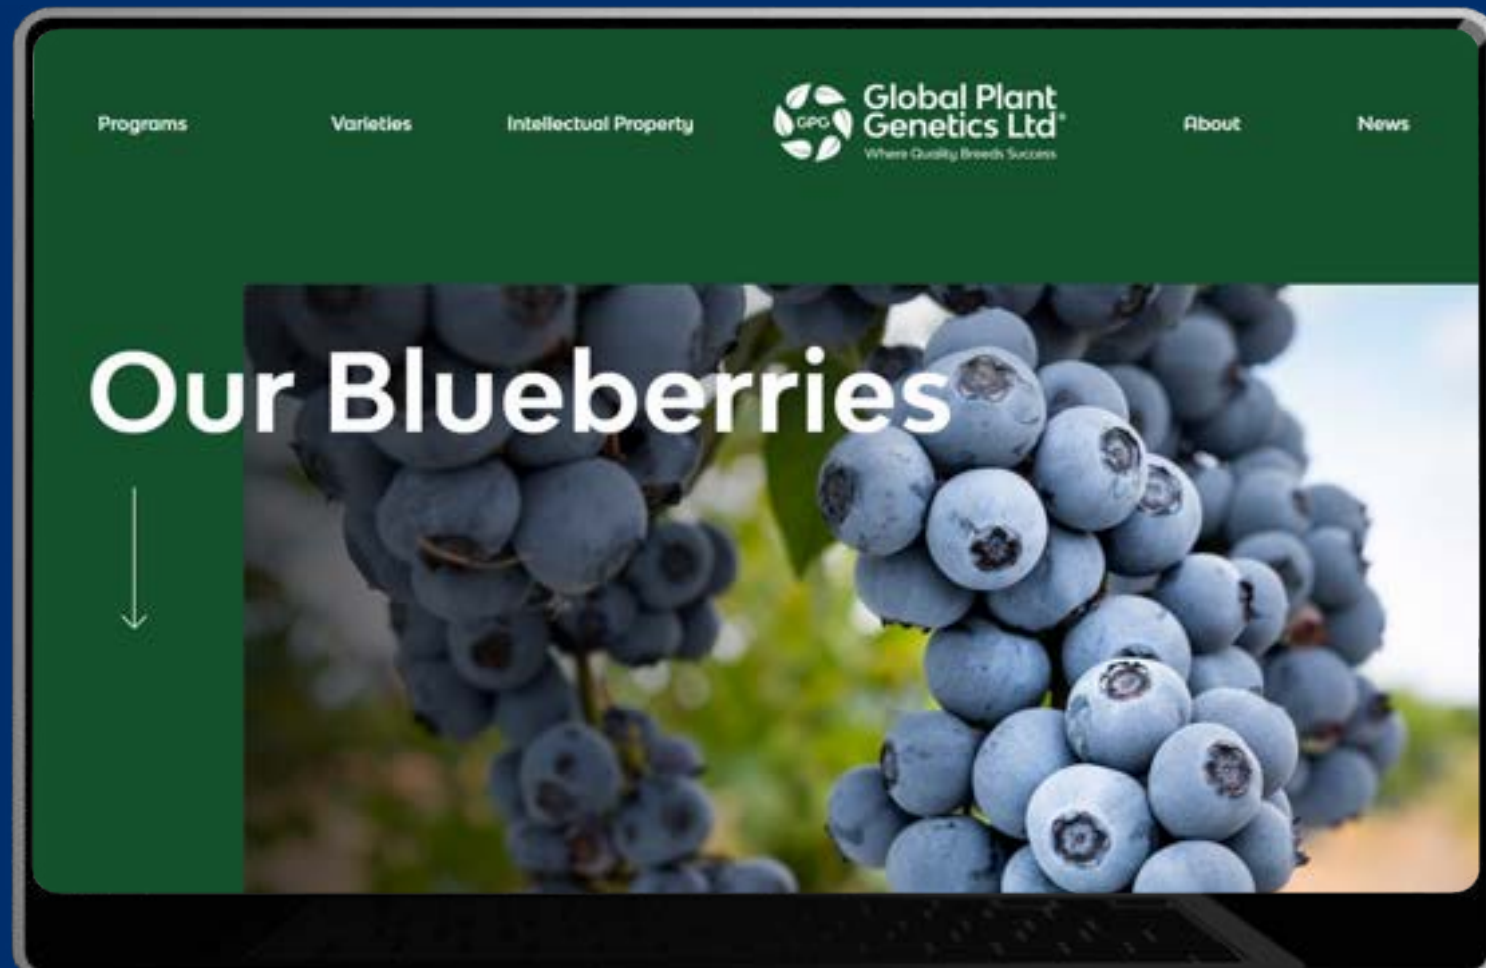 Programs
Varieties
Intellectual Property
GPG
Global Plant
Genetics Ltd®
Where Quality Breeds Success
About
News
Our Blueberries